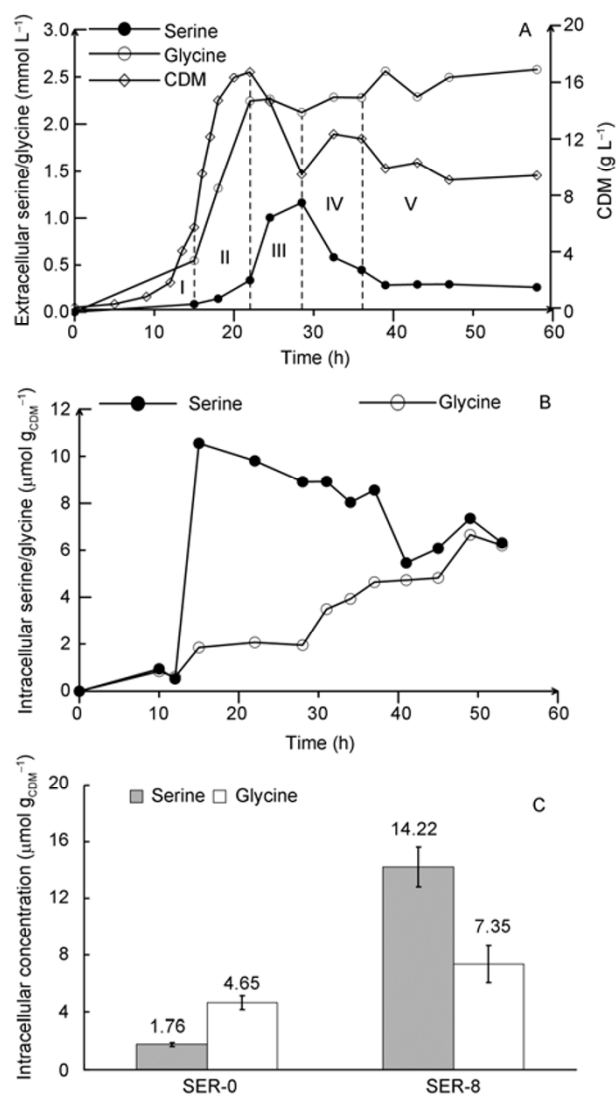 Serine
Glycine
CDM
A
Extracellular serine/glycine (mmol L⁻¹)
3.0
2.5
2.0
1.5
1.0
0.5
0.0
20
16
12
8
4
0
CDM (g L⁻¹)
I
II
III
IV
V
0 10 20 30 40 50 60
Time (h)
Serine Glycine B
Intracellular serine/glycine (μmol g_CDM⁻¹)
12
10
8
6
4
2
0
0 10 20 30 40 50 60
Time (h)
Serine Glycine C
Intracellular concentration (μmol g_CDM⁻¹)
20
16
12
8
4
0
1.76
4.65
14.22
7.35
SER-0 SER-8